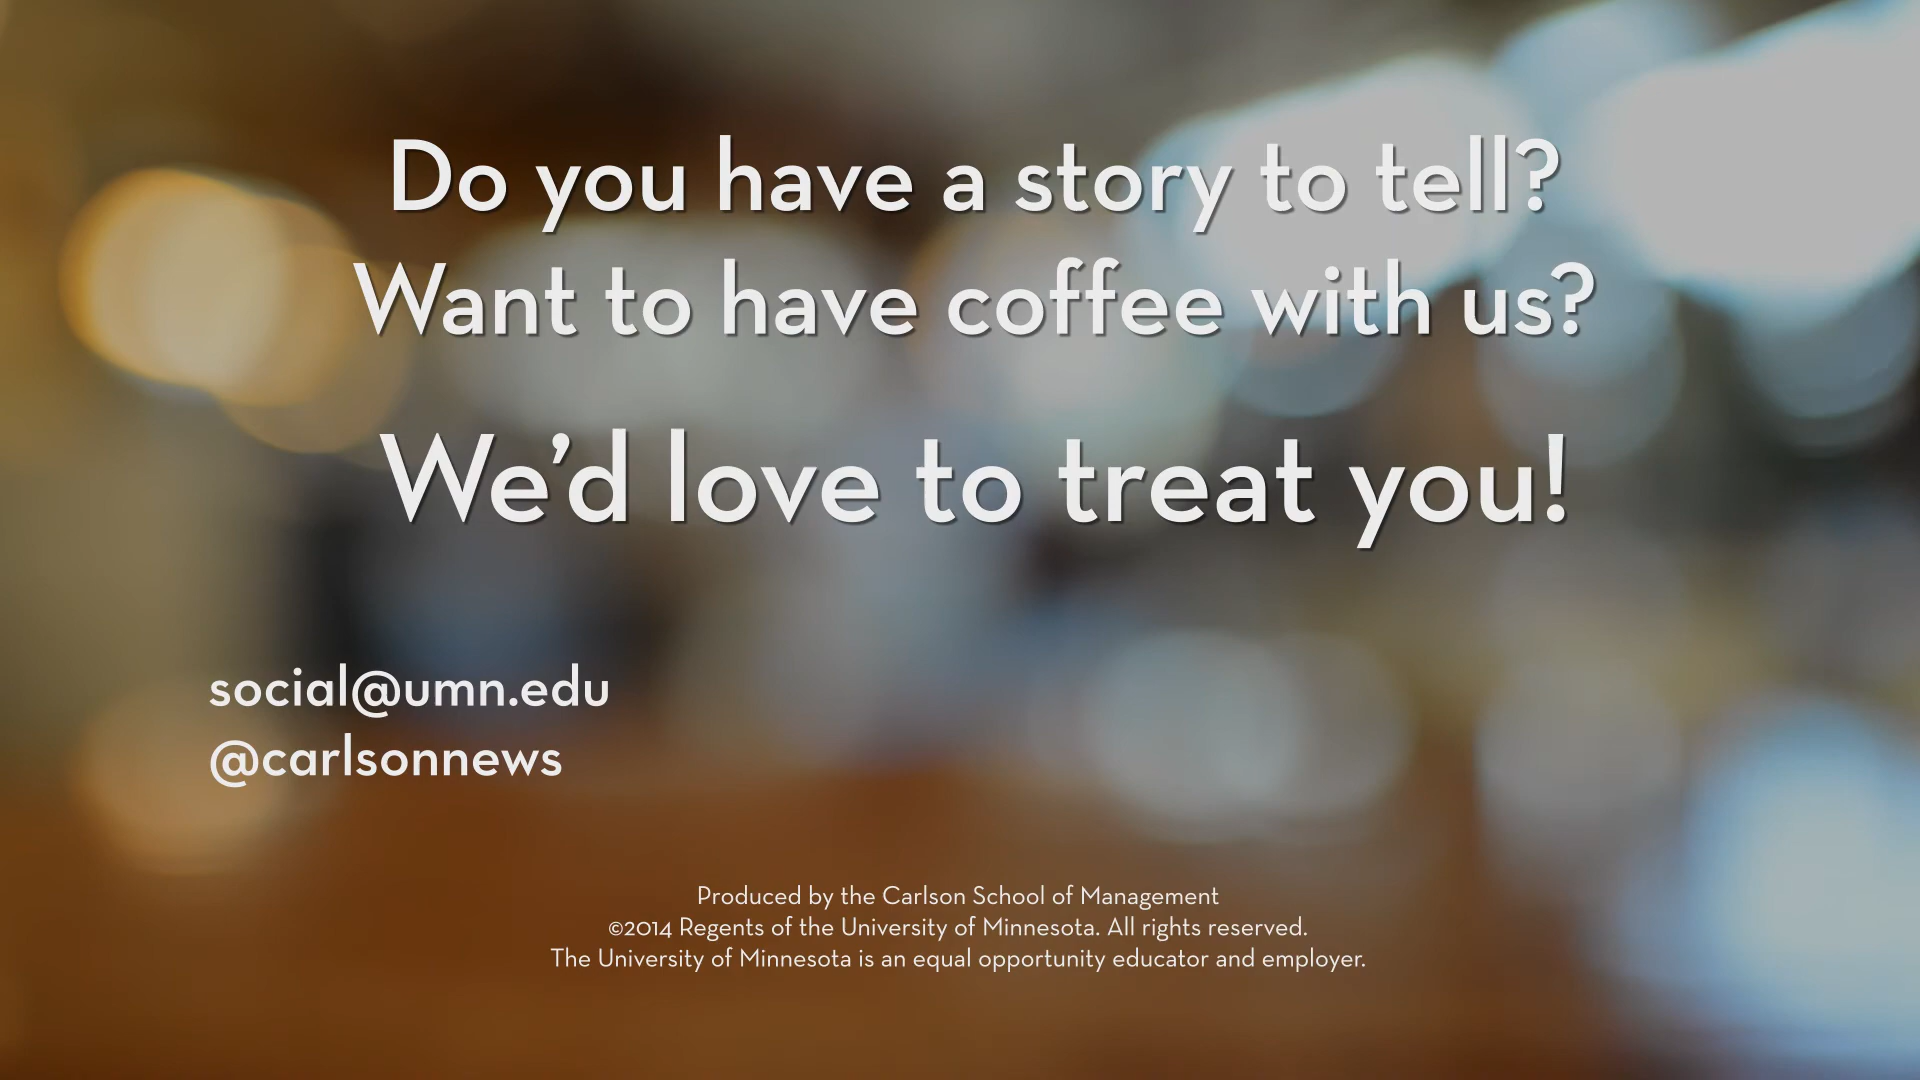 Do you have a story to tell?
Want to have coffee with us?
We’d love to treat you!
social@umn.edu
@carlsonnews
Produced by the Carlson School of Management
©2014 Regents of the University of Minnesota. All rights reserved.
The University of Minnesota is an equal opportunity educator and employer.